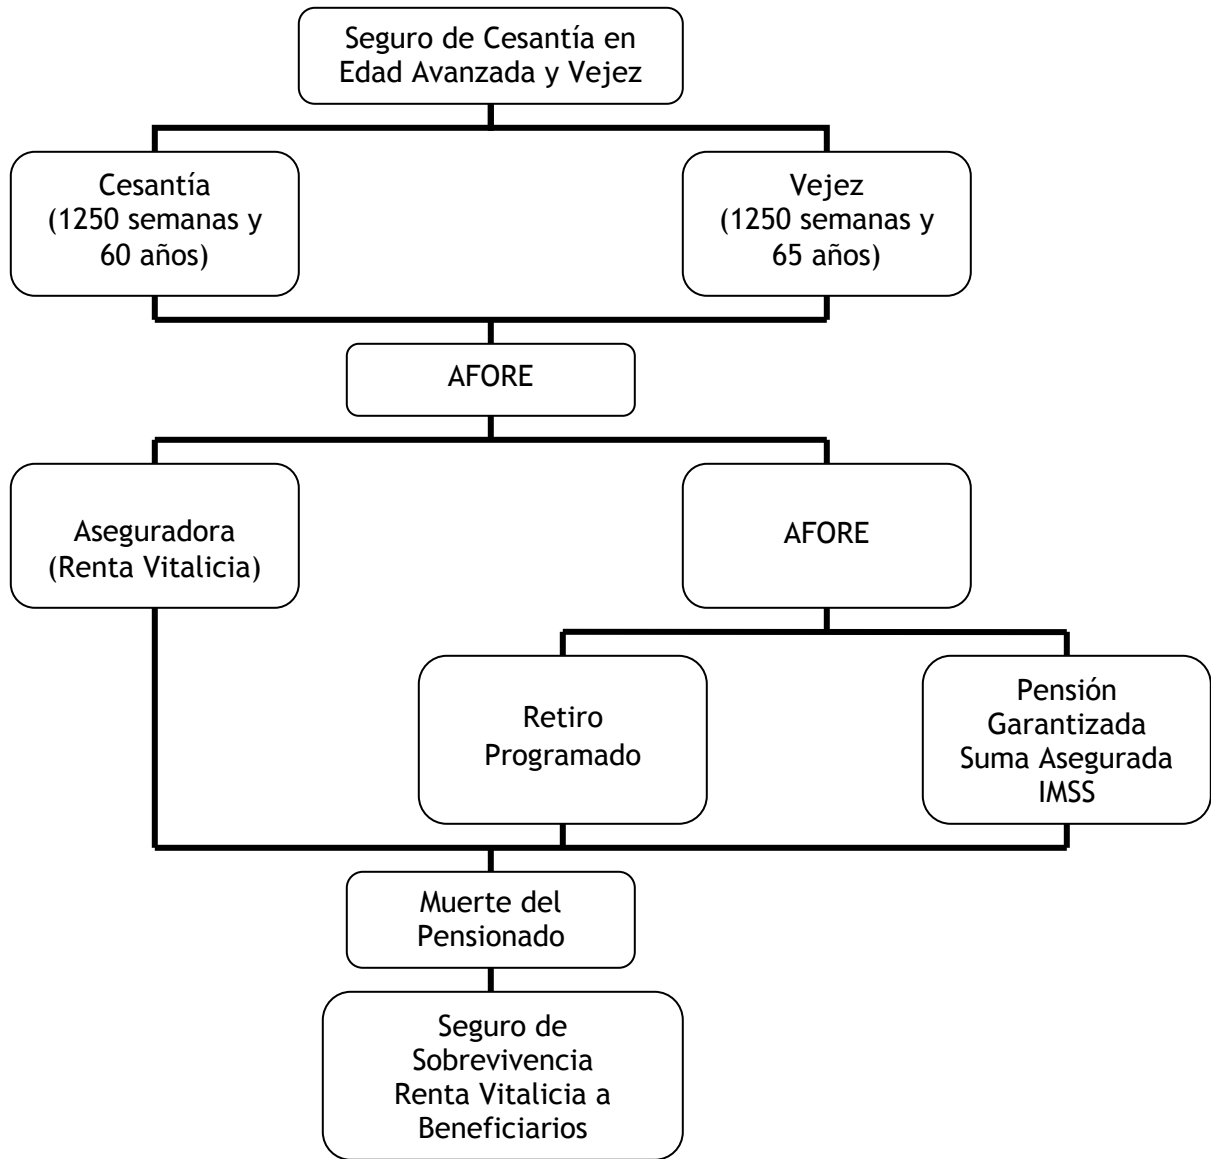 Seguro de Cesantía en
Edad Avanzada y Vejez
Cesantía
(1250 semanas y
60 años)
Vejez
(1250 semanas y
65 años)
AFORE
Aseguradora
(Renta Vitalicia)
AFORE
Retiro
Programado
Pensión
Garantizada
Suma Asegurada
IMSS
Muerte del
Pensionado
Seguro de
Sobrevivencia
Renta Vitalicia a
Beneficiarios